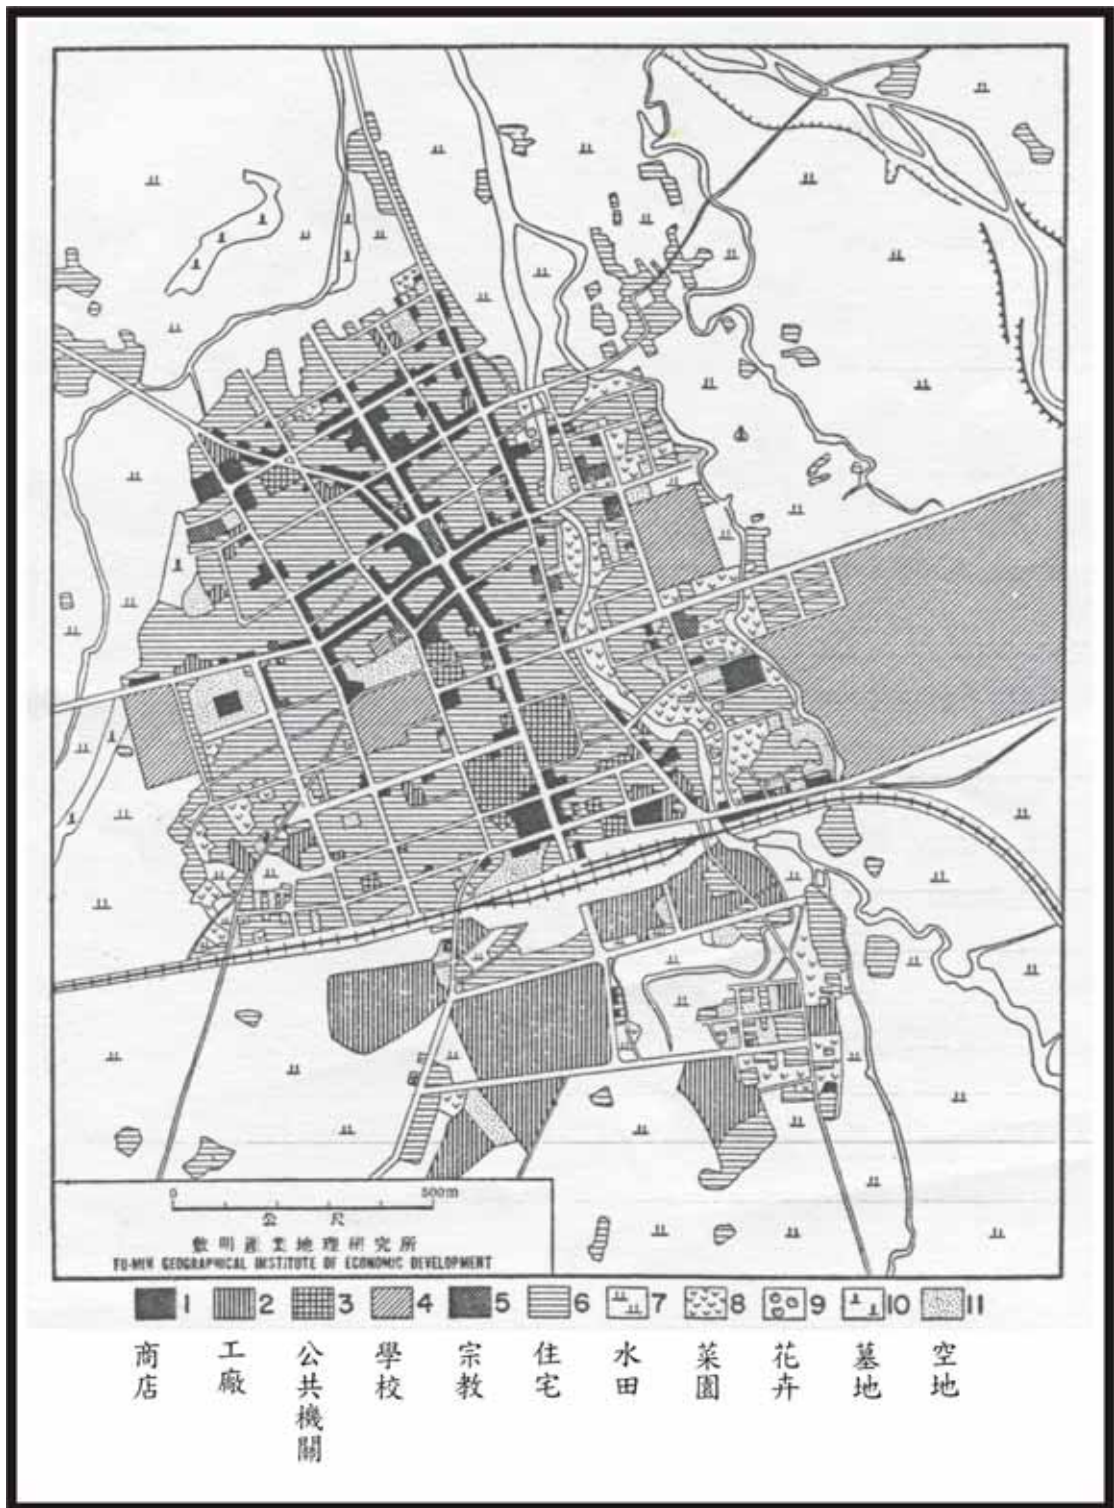 0 500m
公 尺
敷明產業地理研究所
FU-MIN GEOGRAPHICAL INSTITUTE OF ECONOMIC DEVELOPMENT
1 2 3 4 5 6 7 8 9 10 11
商店 工廠 公共機關 學校 宗教 住宅 水田 菜園 花卉 墓地 空地